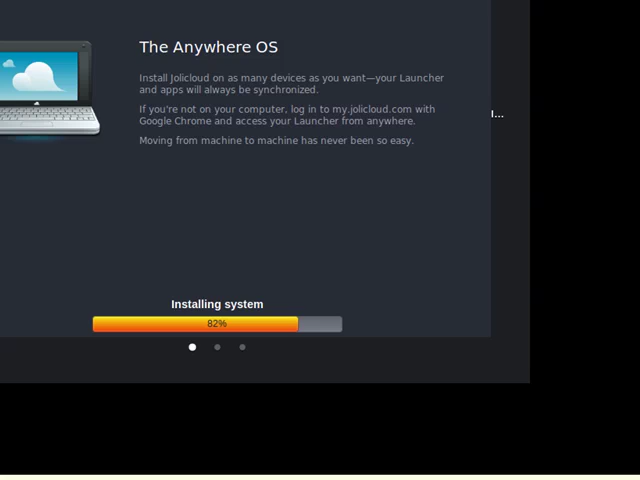 The Anywhere OS
Install Jolicloud on as many devices as you want—your Launcher
and apps will always be synchronized.
If you're not on your computer, log in to my.jolicloud.com with
Google Chrome and access your Launcher from anywhere.
Moving from machine to machine has never been so easy.
Installing system
82%